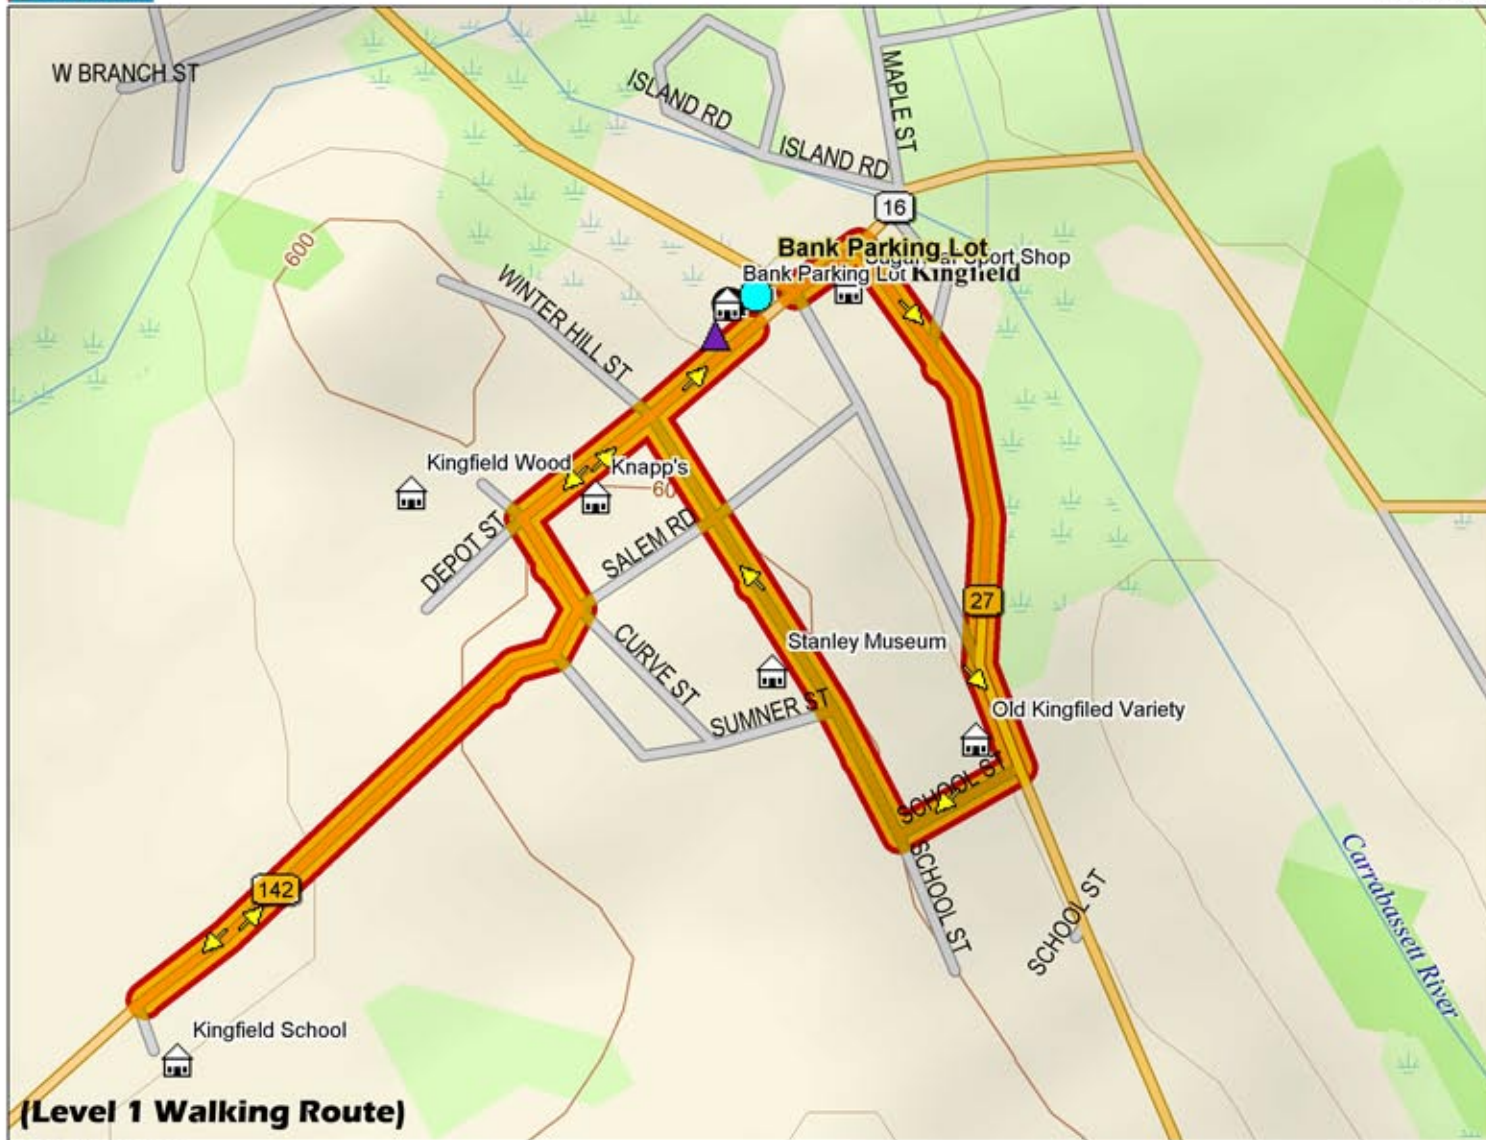 W BRANCH ST
ISLAND RD
MAPLE ST
ISLAND RD
16
600
Bank Parking Lot
Sport Shop
Bank Parking Lot
Kingfield
WINTER HILL ST
Kingfield Wood
Knapp's
60
DEPOT ST
SALEM RD
27
CURVE ST
Stanley Museum
SUMNER ST
Old Kingfiled Variety
SCHOOL ST
142
SCHOOL ST
SCHOOL ST
Carrabassett River
Kingfield School
(Level 1 Walking Route)